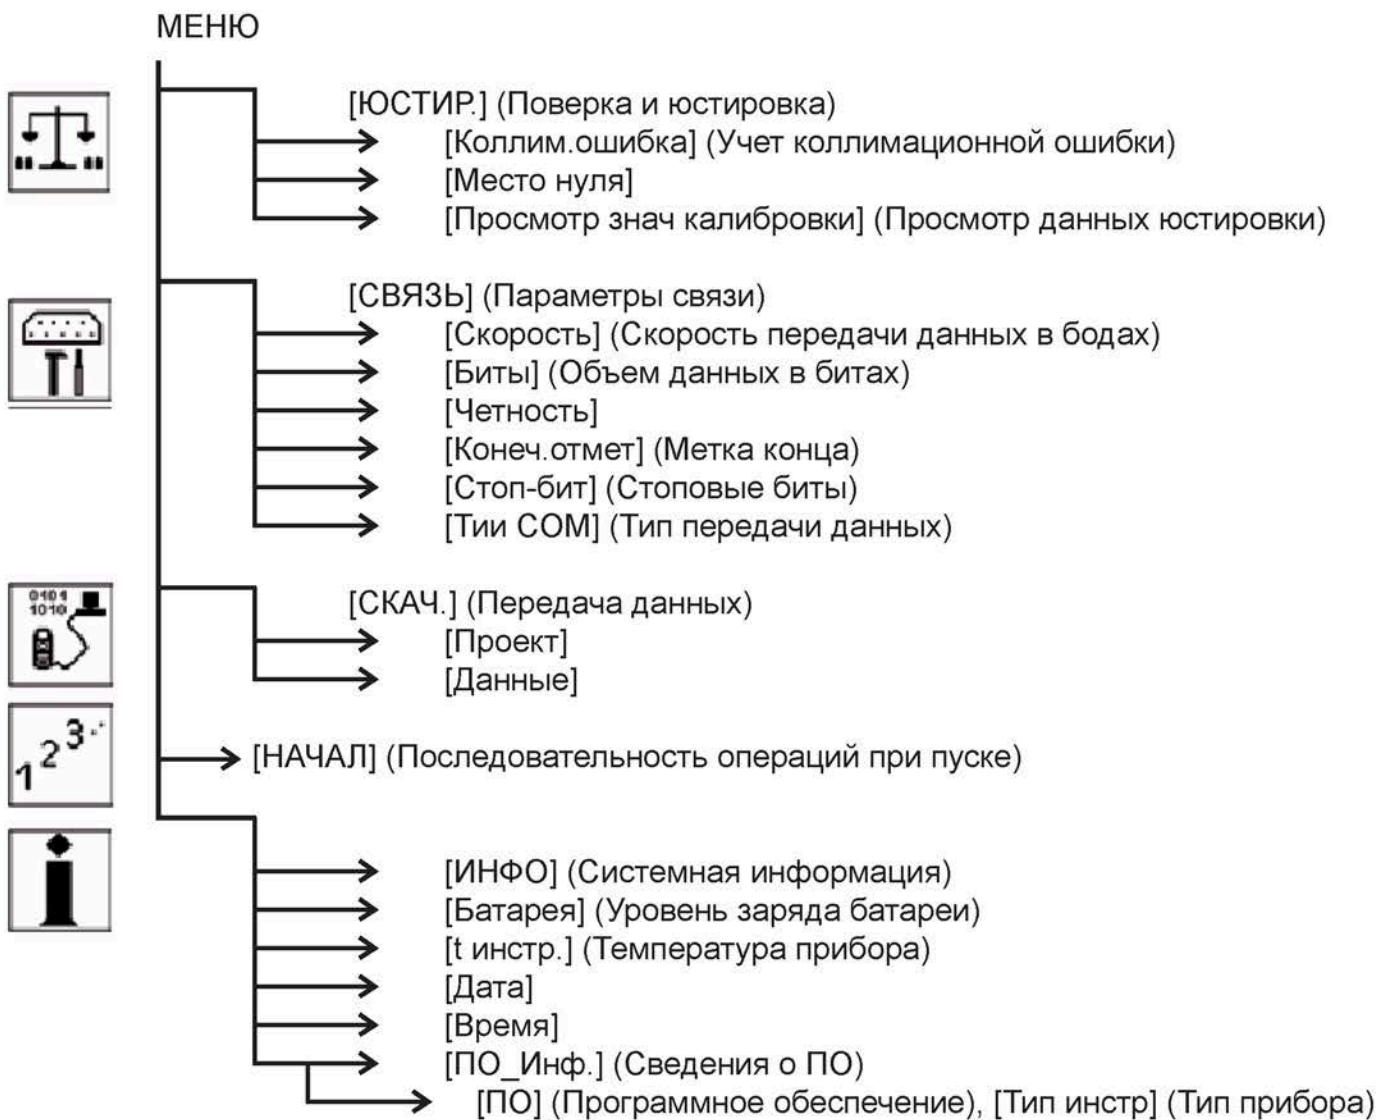 МЕНЮ
[ЮСТИР.] (Поверка и юстировка)
[Коллим.ошибка] (Учет коллимационной ошибки)
[Место нуля]
[Просмотр знач калибровки] (Просмотр данных юстировки)
[СВЯЗЬ] (Параметры связи)
[Скорость] (Скорость передачи данных в бодах)
[Биты] (Объем данных в битах)
[Четность]
[Конеч.отмет] (Метка конца)
[Стоп-бит] (Стоповые биты)
[Тии COM] (Тип передачи данных)
0101
1010
[СКАЧ.] (Передача данных)
[Проект]
[Данные]
1 2 3
[НАЧАЛ] (Последовательность операций при пуске)
i
[ИНФО] (Системная информация)
[Батарея] (Уровень заряда батареи)
[t инстр.] (Температура прибора)
[Дата]
[Время]
[ПО_Инф.] (Сведения о ПО)
[ПО] (Программное обеспечение), [Тип инстр] (Тип прибора)